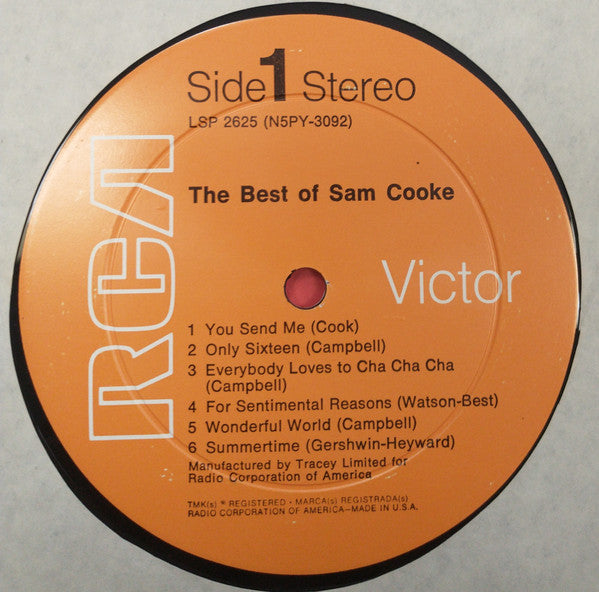 Side 1 Stereo
LSP 2625 (N5PY-3092)
The Best of Sam Cooke
RCA
Victor
1 You Send Me (Cook)
2 Only Sixteen (Campbell)
3 Everybody Loves to Cha Cha Cha
(Campbell)
4 For Sentimental Reasons (Watson-Best)
5 Wonderful World (Campbell)
6 Summertime (Gershwin-Heyward)
Manufactured by Tracey Limited for
Radio Corporation of America
TMK(s) ® REGISTERED • MARCA(s) REGISTRADA(s)
RADIO CORPORATION OF AMERICA–MADE IN U.S.A.